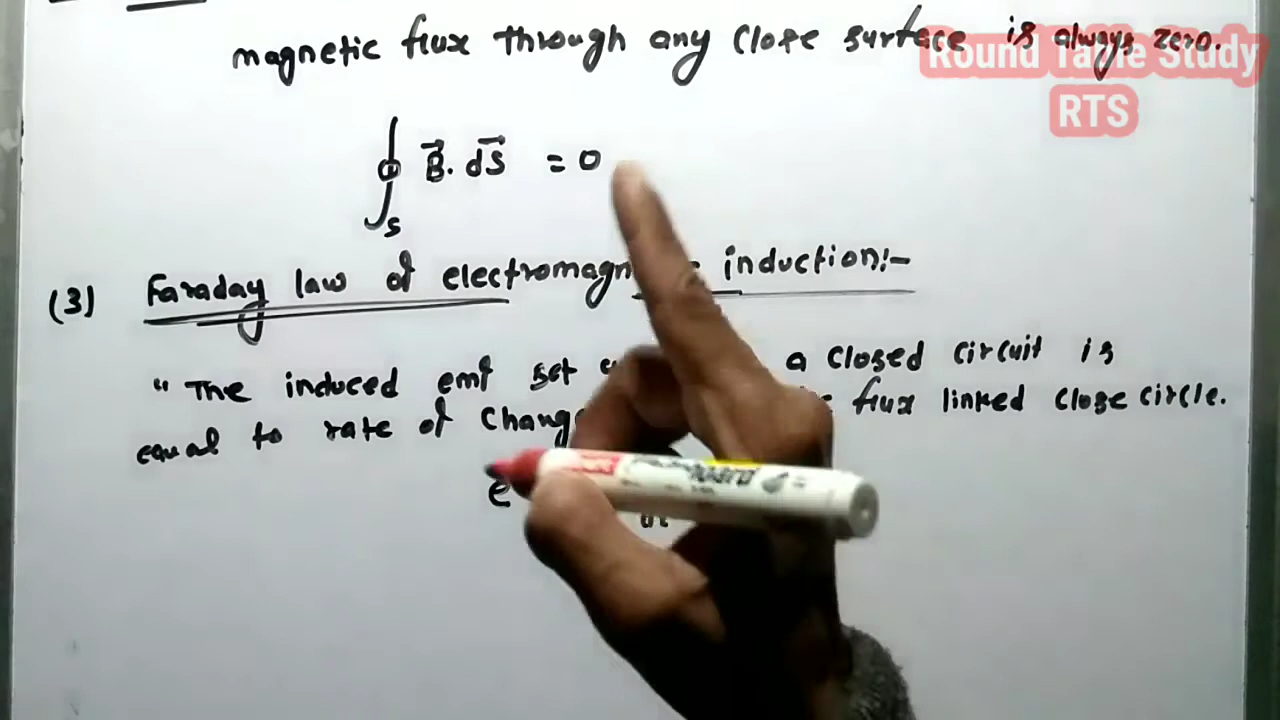 magnetic flux through any close surface is always zero.
Round Table Study
RTS
∮s B⃗. dS⃗ = 0
(3) Faraday law of electromagn induction:-
"The induced emf set a closed circuit is
equal to rate of change flux linked close circle.
e